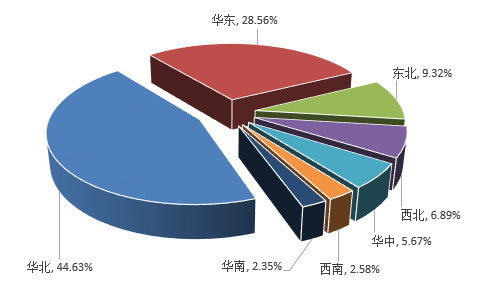 华东, 28.56%
东北, 9.32%
西北, 6.89%
华中, 5.67%
西南, 2.58%
华南, 2.35%
华北, 44.63%